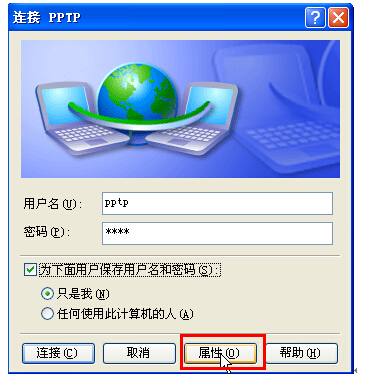 连接 PPTP
用户名(U): pptp
密码(P): ****
为下面用户保存用户名和密码(S):
只是我(N)
任何使用此计算机的人(A)
连接(C) 取消 属性(O) 帮助(H)